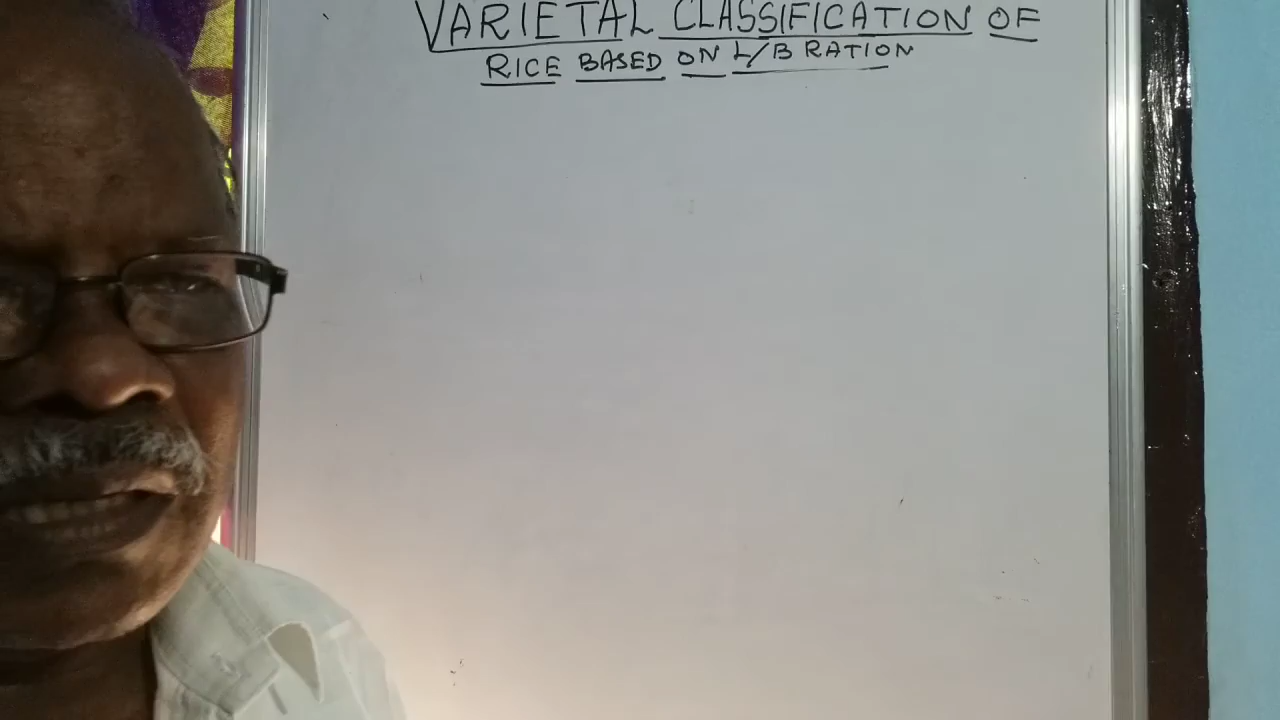 VARIETAL CLASSIFICATION OF
RICE BASED ON L/B RATION